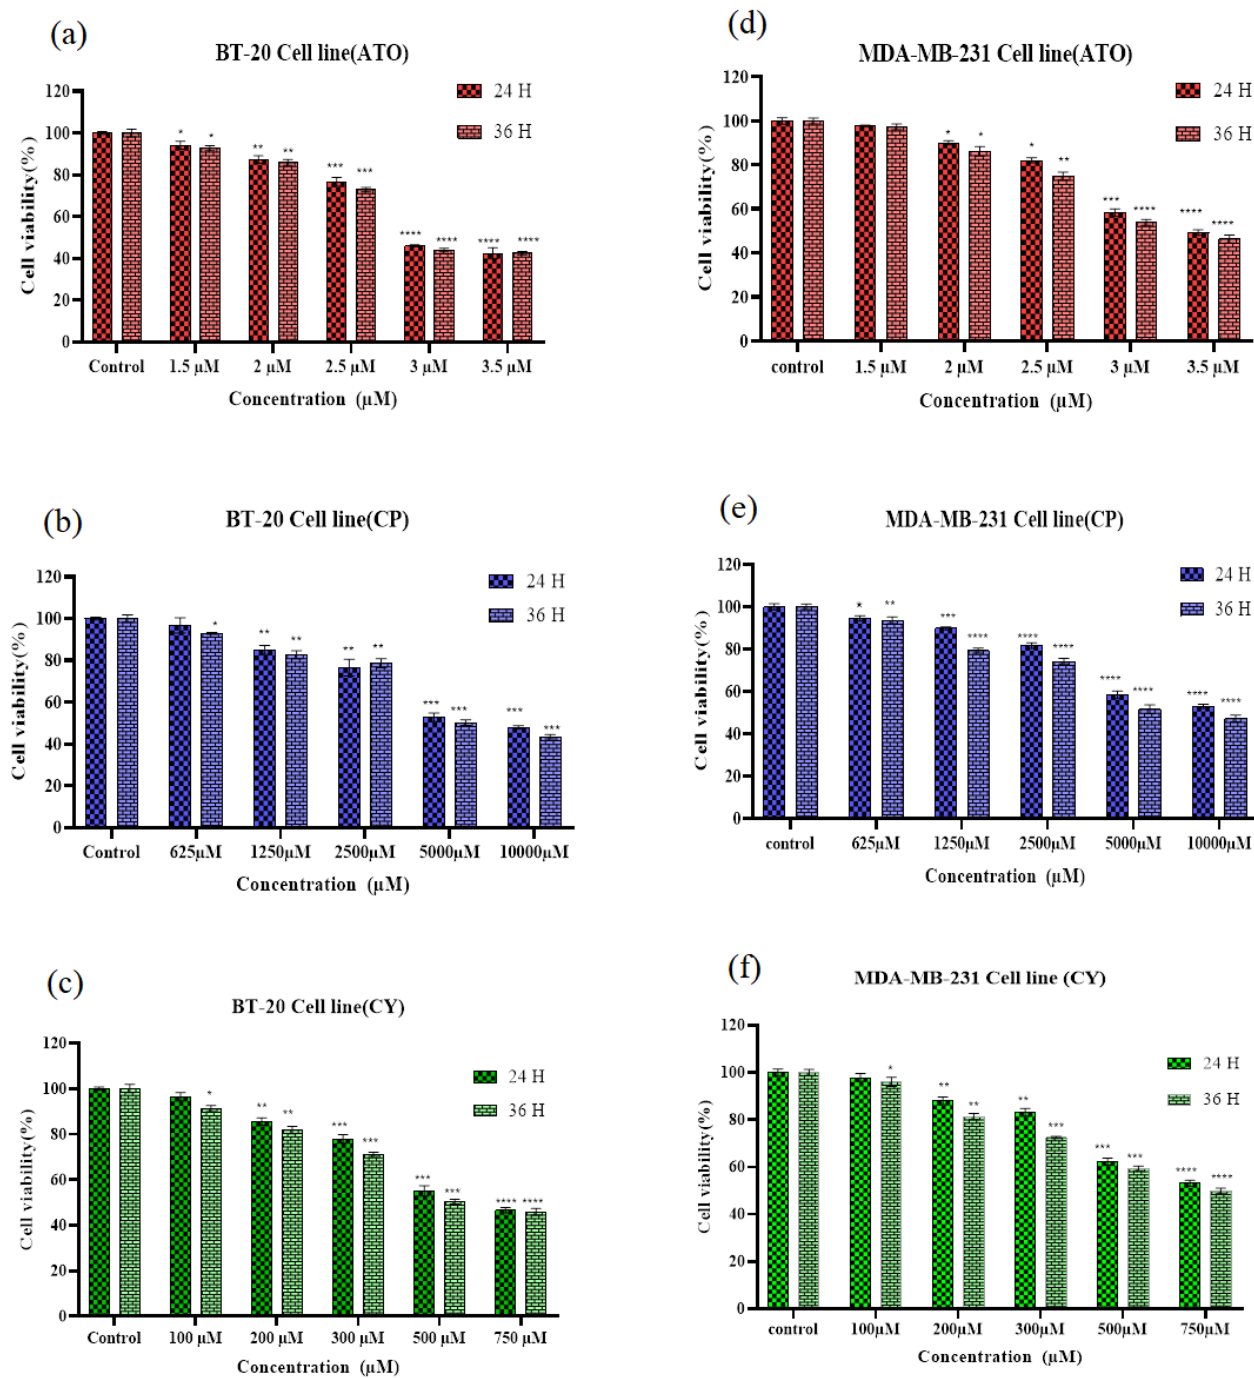 (a)
BT-20 Cell line(ATO)
24 H
36 H
120
100
80
60
40
20
0
Cell viability(%)
* * ** ** *** *** **** **** **** ****
Control 1.5 µM 2 µM 2.5 µM 3 µM 3.5 µM
Concentration (µM)
(d)
MDA-MB-231 Cell line(ATO)
24 H
36 H
120
100
80
60
40
20
0
Cell viability(%)
* * * ** *** **** **** ****
control 1.5 µM 2 µM 2.5 µM 3 µM 3.5 µM
Concentration (µM)
(b)
BT-20 Cell line(CP)
24 H
36 H
120
100
80
60
40
20
0
Cell viability(%)
* ** ** ** ** *** *** *** ***
Control 625µM 1250µM 2500µM 5000µM 10000µM
Concentration (µM)
(e)
MDA-MB-231 Cell line(CP)
24 H
36 H
120
100
80
60
40
20
0
Cell viability(%)
* ** *** **** **** **** **** **** **** ****
control 625µM 1250µM 2500µM 5000µM 10000µM
Concentration (µM)
(c)
BT-20 Cell line(CY)
24 H
36 H
120
100
80
60
40
20
0
Cell viability(%)
* ** ** *** *** *** *** **** ****
Control 100 µM 200 µM 300 µM 500 µM 750 µM
Concentration (µM)
(f)
MDA-MB-231 Cell line (CY)
24 H
36 H
120
100
80
60
40
20
0
Cell viability(%)
* ** ** ** *** *** *** **** ****
control 100µM 200µM 300µM 500µM 750µM
Concentration (µM)